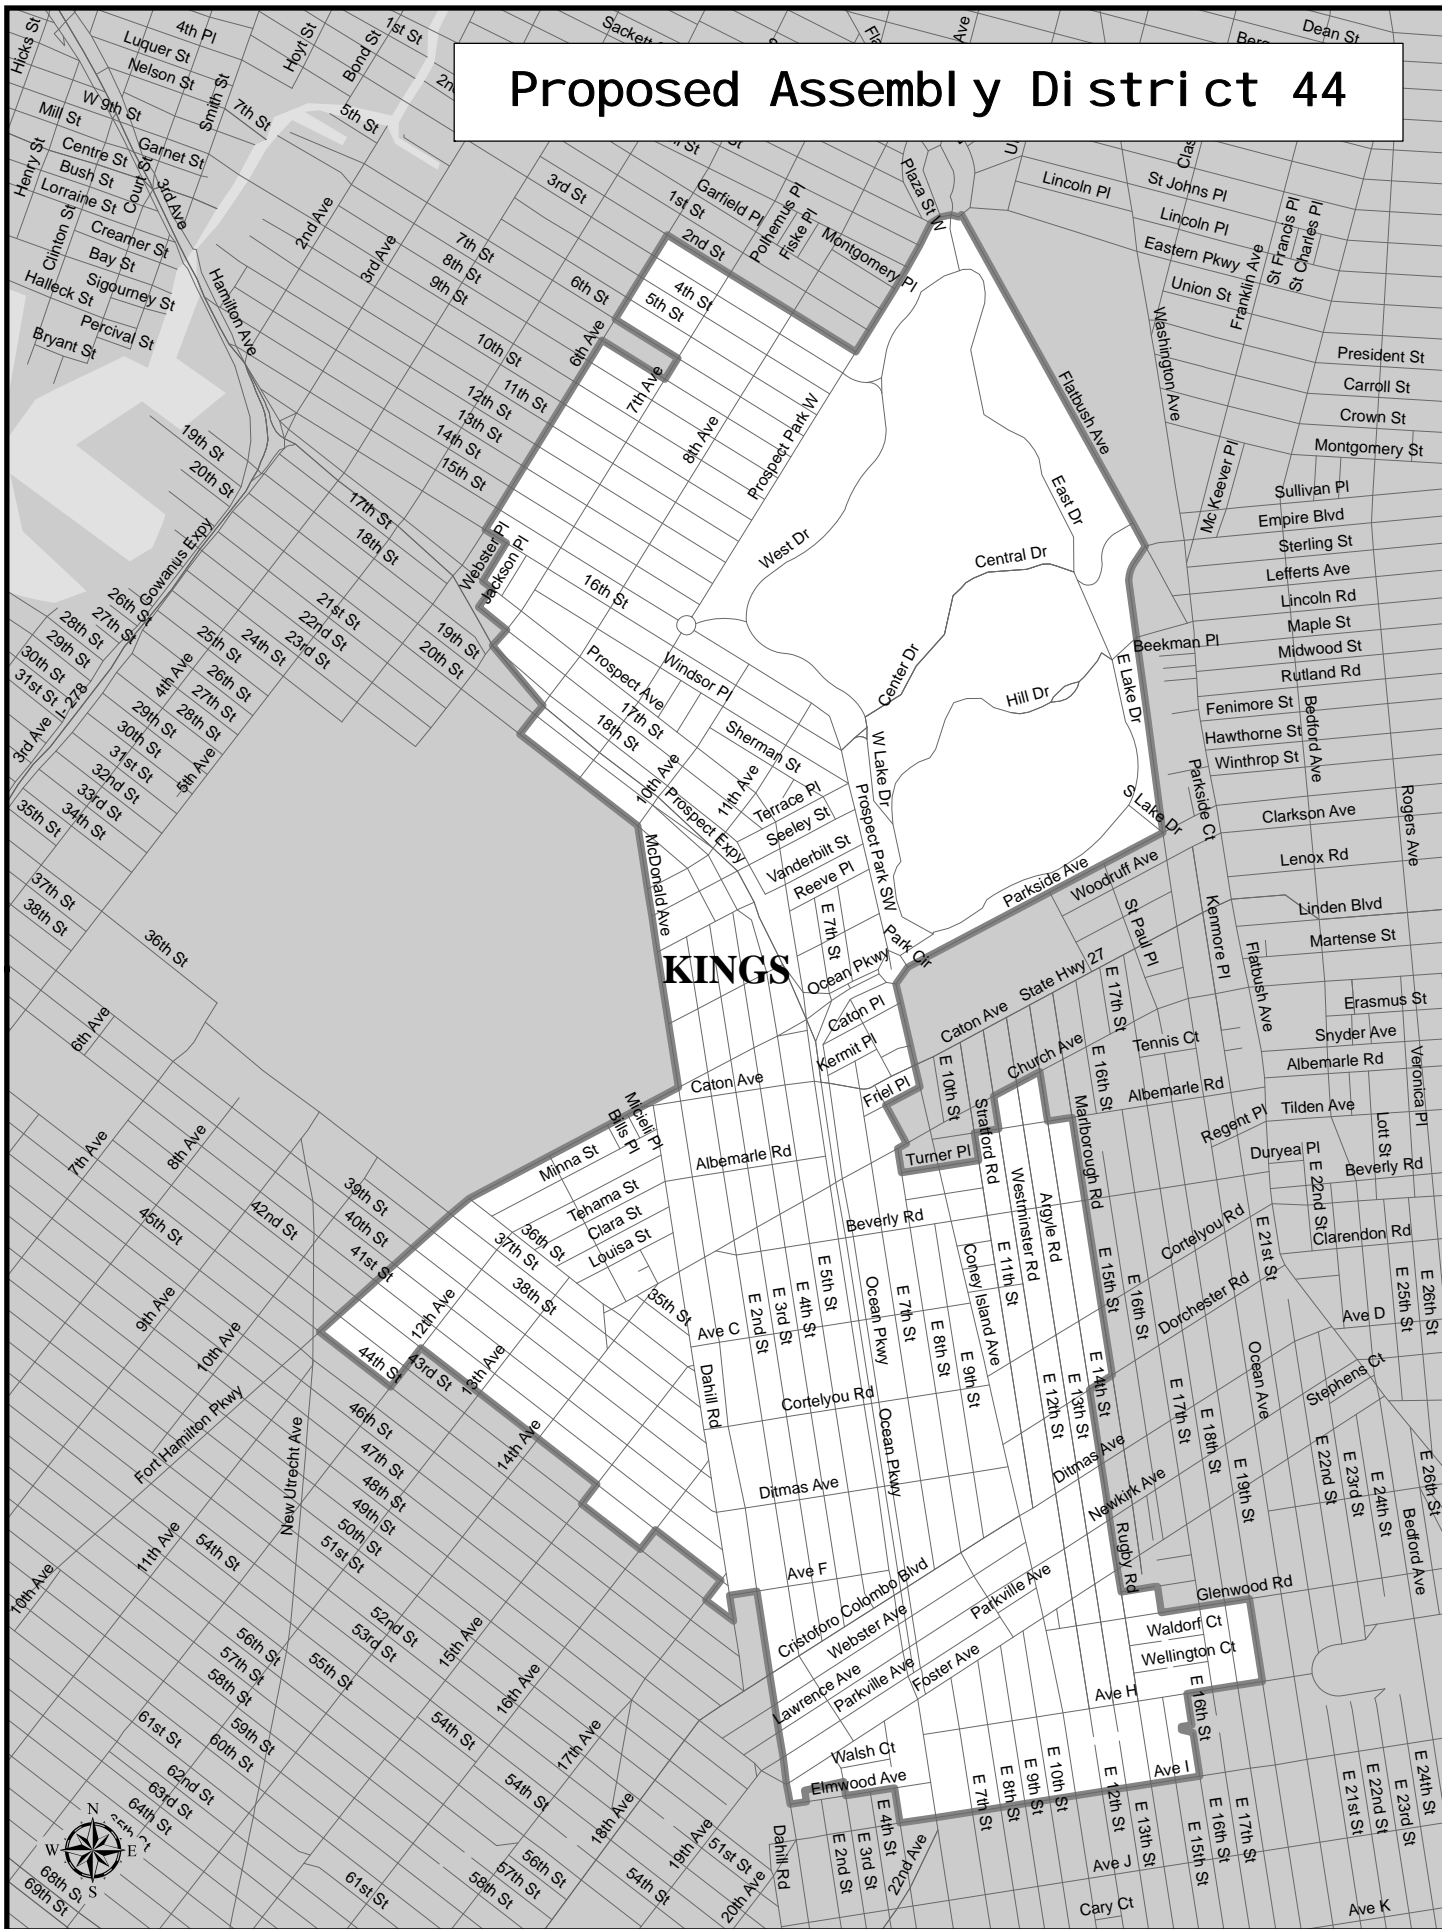 Proposed Assembly District 44
KINGS
Hicks St
4th Pl
Luquer St
Nelson St
Hoyt St
Bond St
1st St
Dean St
W 9th St
Smith St
7th St
5th St
Mill St
Henry St
Centre St
Bush St
Lorraine St
Court St
Garnet St
3rd Ave
Clinton St
Creamer St
Bay St
Sigourney St
Halleck St
Percival St
Bryant St
Hamilton Ave
2nd Ave
3rd Ave
7th St
8th St
9th St
3rd St
6th St
10th St
6th Ave
11th St
12th St
13th St
14th St
15th St
1st St
2nd St
Garfield Pl
Polhemus Pl
Fiske Pl
Montgomery Pl
Plaza St W
Lincoln Pl
St Johns Pl
Lincoln Pl
Eastern Pkwy
Union St
Franklin Ave
St Francis Pl
St Charles Pl
Washington Ave
President St
Carroll St
Crown St
Montgomery St
Mc Keever Pl
Sullivan Pl
Empire Blvd
Sterling St
Lefferts Ave
Lincoln Rd
Maple St
Midwood St
Rutland Rd
Beekman Pl
Fenimore St
Hawthorne St
Winthrop St
Bedford Ave
Rogers Ave
Parkside Ct
Clarkson Ave
Lenox Rd
Linden Blvd
Martense St
4th St
5th St
7th Ave
8th Ave
Prospect Park W
Flatbush Ave
West Dr
East Dr
Central Dr
Center Dr
Hill Dr
E Lake Dr
S Lake Dr
W Lake Dr
Prospect Park SW
Parkside Ave
Woodruff Ave
St Paul Pl
Kenmore Pl
Flatbush Ave
19th St
20th St
17th St
18th St
Gowanus Expy
Webster Pl
Jackson Pl
16th St
19th St
20th St
21st St
22nd St
23rd St
24th St
25th St
26th St
27th St
28th St
26th St
27th St
28th St
29th St
30th St
31st St
I- 278
3rd Ave
4th Ave
5th Ave
29th St
30th St
31st St
32nd St
33rd St
34th St
35th St
37th St
38th St
36th St
6th Ave
Prospect Ave
Windsor Pl
17th St
18th St
Sherman St
10th Ave
11th Ave
Terrace Pl
Seeley St
Vanderbilt St
Reeve Pl
Prospect Expy
McDonald Ave
E 7th St
Park Cir
Ocean Pkwy
Caton Pl
Kermit Pl
Friel Pl
Caton Ave
Caton Ave
State Hwy 27
Church Ave
E 17th St
E 16th St
E 10th St
Tennis Ct
Albemarle Rd
Erasmus St
Snyder Ave
Albemarle Rd
Veronica Pl
Tilden Ave
Regent Pl
Lott St
Duryea Pl
Beverly Rd
E 22nd St
Clarendon Rd
Turner Pl
Stratford Rd
Westminster Rd
Argyle Rd
Marlborough Rd
Micieli Pl
Bills Pl
Minna St
Albemarle Rd
Tehama St
Clara St
Louisa St
36th St
37th St
38th St
35th St
Beverly Rd
Coney Island Ave
E 11th St
7th Ave
8th Ave
39th St
40th St
41st St
42nd St
45th St
9th Ave
10th Ave
12th Ave
13th Ave
14th Ave
44th St
43rd St
Fort Hamilton Pkwy
New Utrecht Ave
Ave C
E 2nd St
E 3rd St
E 4th St
E 5th St
Ocean Pkwy
E 7th St
E 8th St
E 9th St
Dahill Rd
Cortelyou Rd
Ocean Pkwy
E 12th St
E 13th St
E 14th St
E 15th St
E 16th St
Cortelyou Rd
Dorchester Rd
E 21st St
Ocean Ave
Ave D
E 25th St
E 26th St
Stephens Ct
E 17th St
E 18th St
E 19th St
E 22nd St
E 23rd St
E 24th St
E 26th St
Bedford Ave
Ditmas Ave
Ditmas Ave
Newkirk Ave
Rugby Rd
Glenwood Rd
46th St
47th St
48th St
49th St
50th St
51st St
52nd St
53rd St
54th St
55th St
56th St
57th St
58th St
59th St
60th St
61st St
62nd St
63rd St
64th St
65th St
68th St
69th St
10th Ave
11th Ave
15th Ave
16th Ave
17th Ave
18th Ave
19th Ave
20th Ave
54th St
54th St
54th St
51st St
56th St
57th St
58th St
61st St
Ave F
Cristoforo Colombo Blvd
Webster Ave
Lawrence Ave
Parkville Ave
Parkville Ave
Foster Ave
Waldorf Ct
Wellington Ct
Ave H
E 16th St
Walsh Ct
Elmwood Ave
Ave I
Dahill Rd
E 2nd St
E 3rd St
E 4th St
22nd Ave
E 7th St
E 8th St
E 9th St
E 10th St
E 12th St
E 13th St
E 15th St
E 16th St
E 17th St
E 21st St
E 22nd St
E 23rd St
E 24th St
Ave J
Cary Ct
Ave K
N
W
E
S